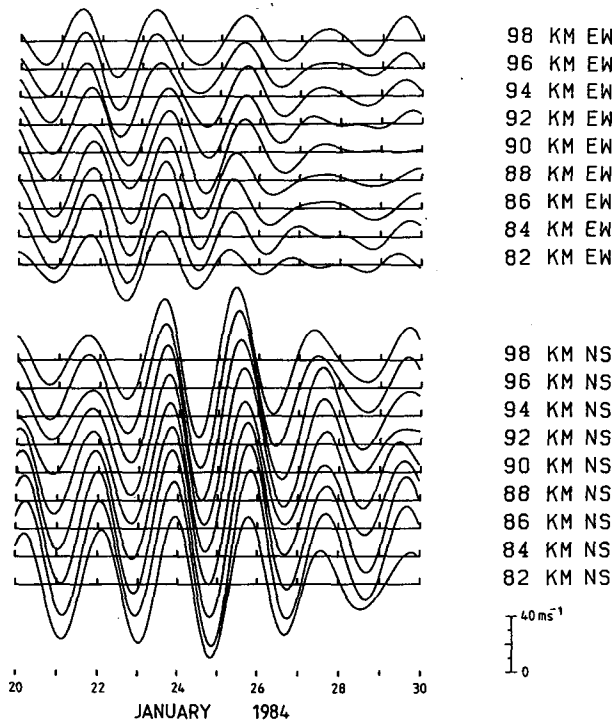 98 KM EW
96 KM EW
94 KM EW
92 KM EW
90 KM EW
88 KM EW
86 KM EW
84 KM EW
82 KM EW
98 KM NS
96 KM NS
94 KM NS
92 KM NS
90 KM NS
88 KM NS
86 KM NS
84 KM NS
82 KM NS
40 ms⁻¹
0
20 22 24 26 28 30
JANUARY 1984